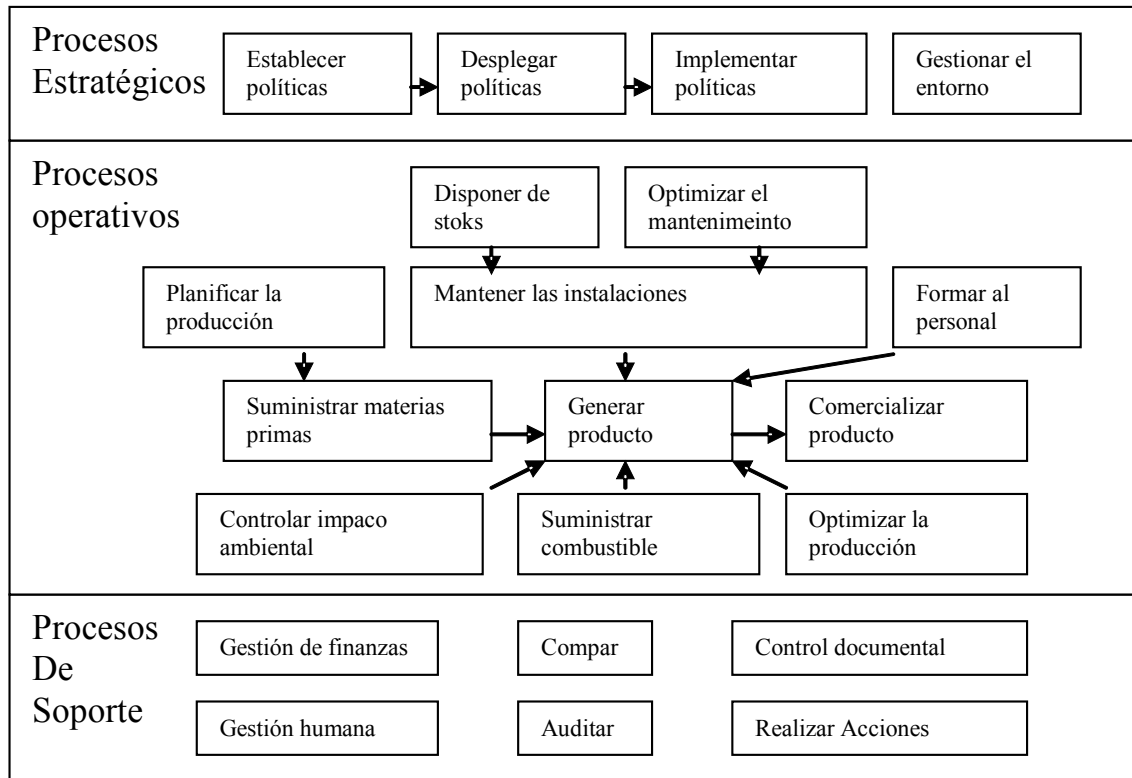 Procesos
Estratégicos
Establecer
políticas
Desplegar
políticas
Implementar
políticas
Gestionar el
entorno
Procesos
operativos
Disponer de
stoks
Optimizar el
mantenimeinto
Planificar la
producción
Mantener las instalaciones
Formar al
personal
Suministrar materias
primas
Generar
producto
Comercializar
producto
Controlar impaco
ambiental
Suministrar
combustible
Optimizar la
producción
Procesos
De
Soporte
Gestión de finanzas
Compar
Control documental
Gestión humana
Auditar
Realizar Acciones